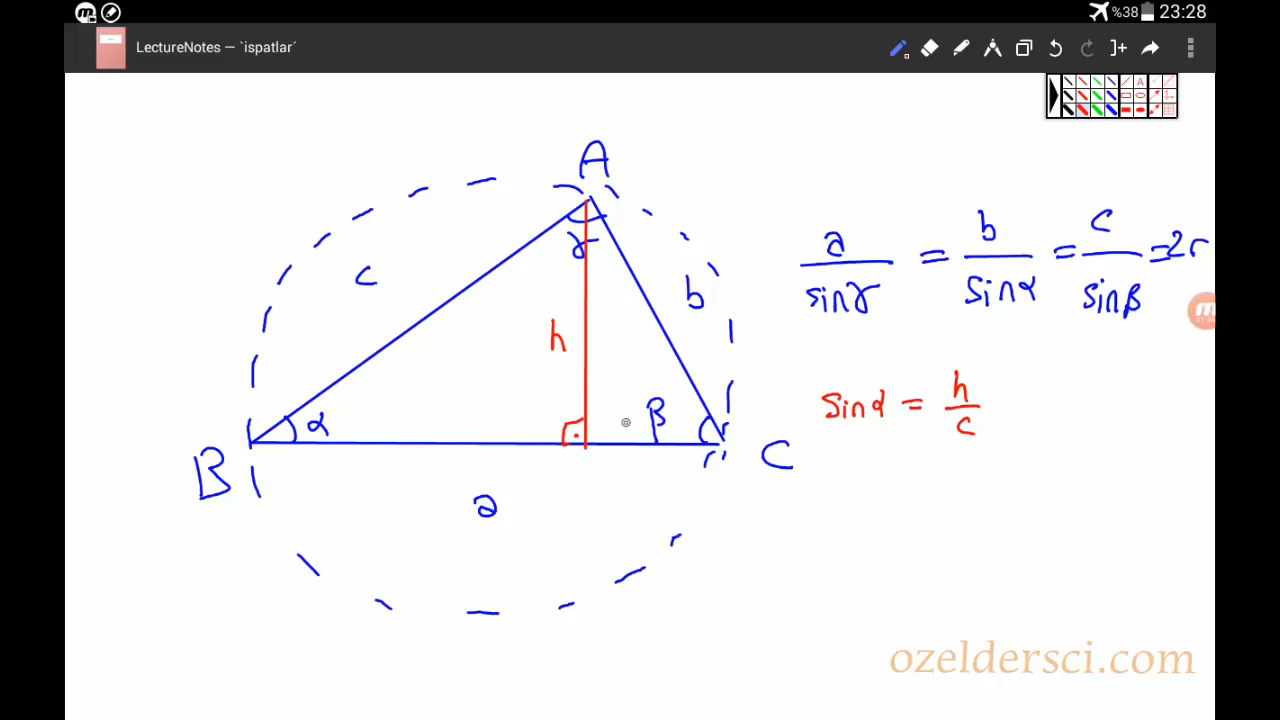 %38 23:28
LectureNotes – `ispatlar´
A
A
c
γ
b
h
α
β
B
C
a
a/sinγ = b/sinα = c/sinβ = 2r
sinα = h/c
ozeldersci.com